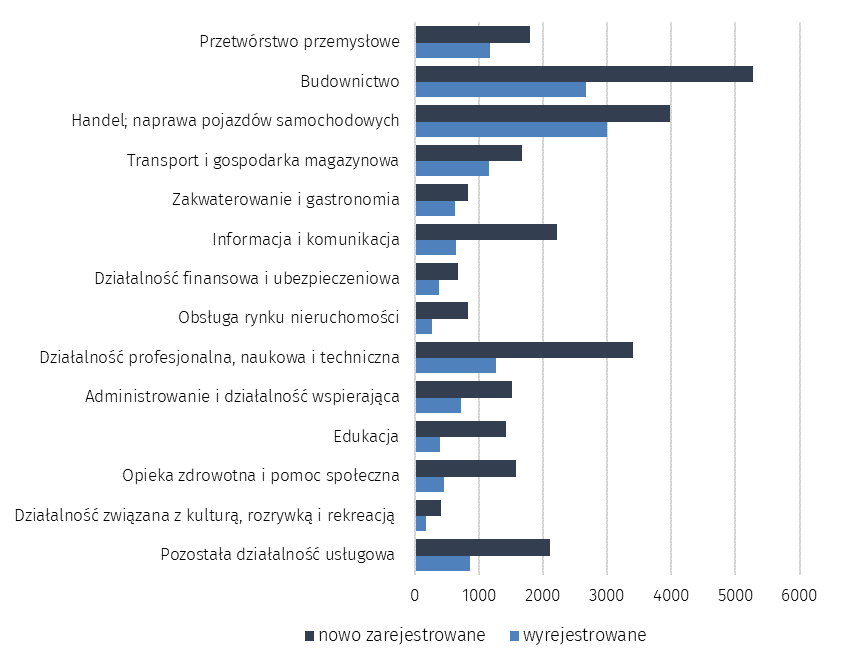 Przetwórstwo przemysłowe
Budownictwo
Handel; naprawa pojazdów samochodowych
Transport i gospodarka magazynowa
Zakwaterowanie i gastronomia
Informacja i komunikacja
Działalność finansowa i ubezpieczeniowa
Obsługa rynku nieruchomości
Działalność profesjonalna, naukowa i techniczna
Administrowanie i działalność wspierająca
Edukacja
Opieka zdrowotna i pomoc społeczna
Działalność związana z kulturą, rozrywką i rekreacją
Pozostała działalność usługowa
0 1000 2000 3000 4000 5000 6000
nowo zarejestrowane wyrejestrowane